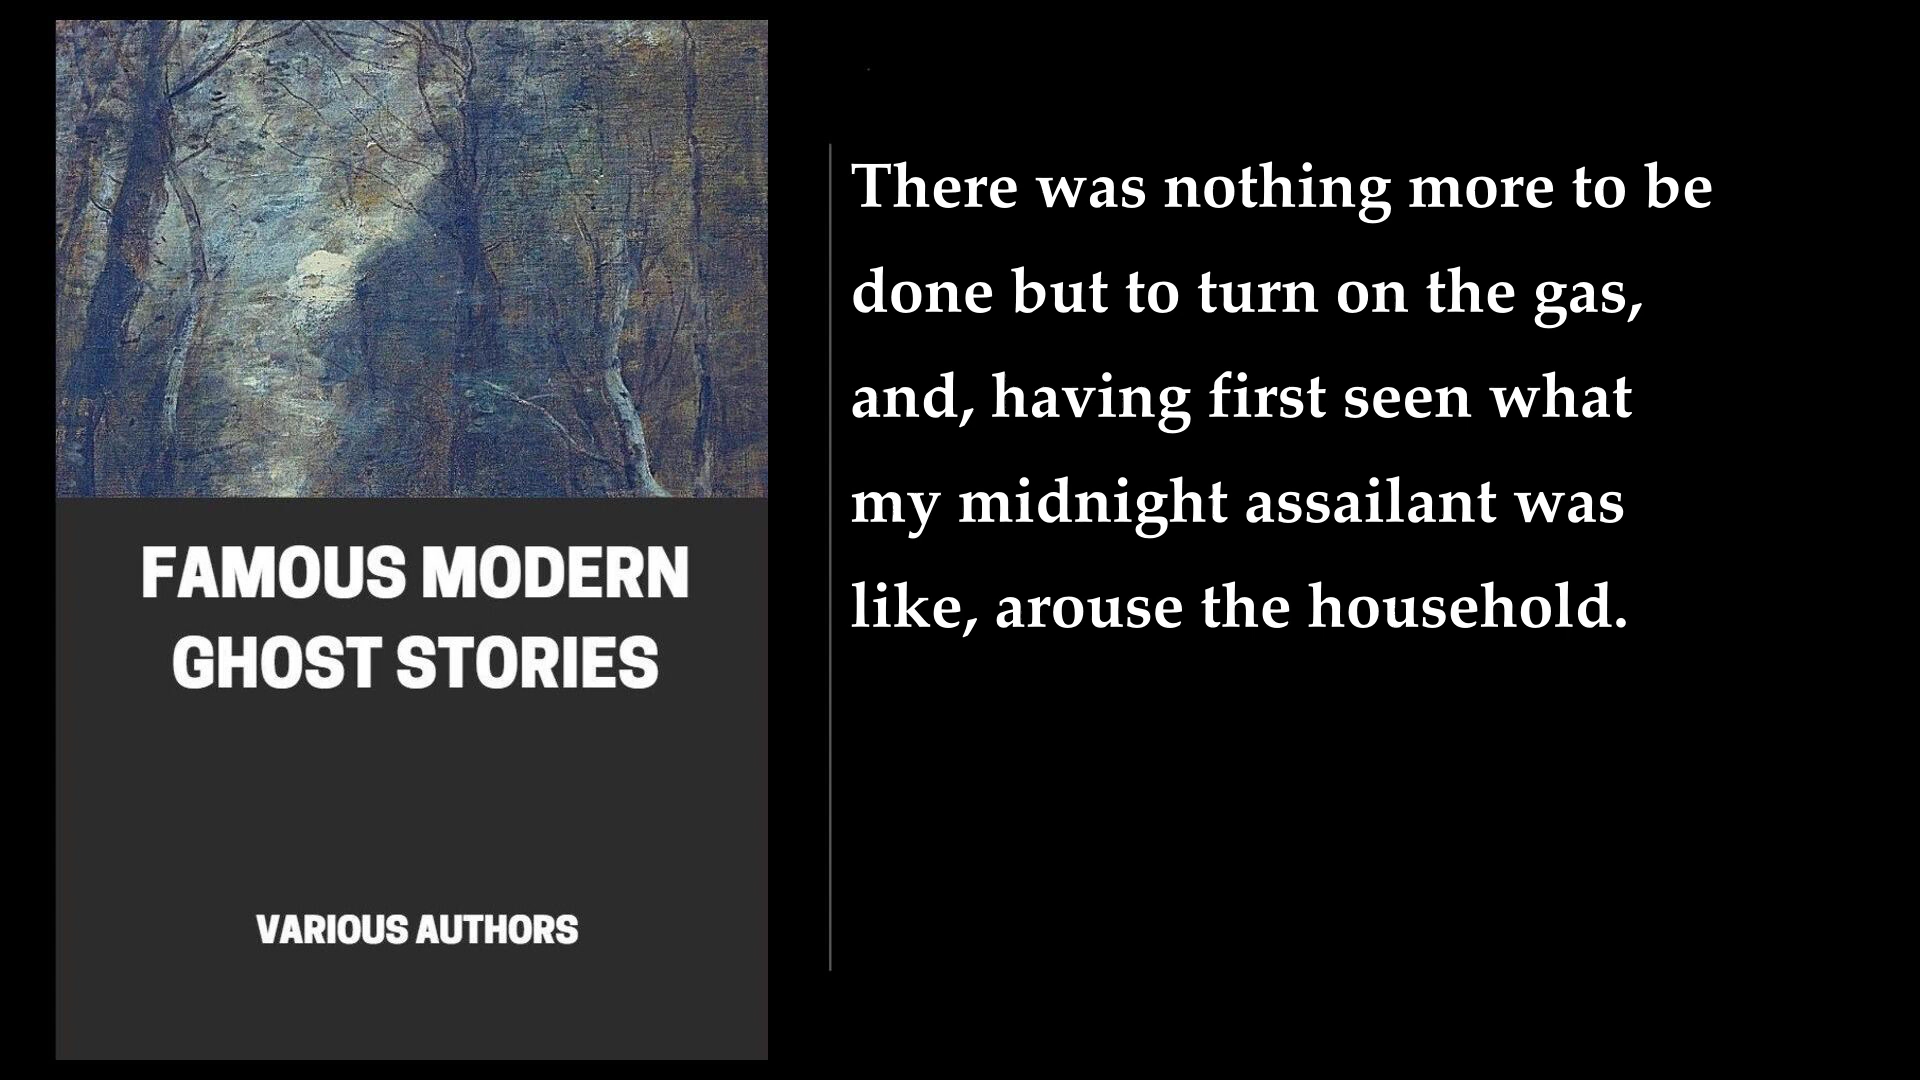 FAMOUS MODERN
GHOST STORIES
VARIOUS AUTHORS
There was nothing more to be
done but to turn on the gas,
and, having first seen what
my midnight assailant was
like, arouse the household.